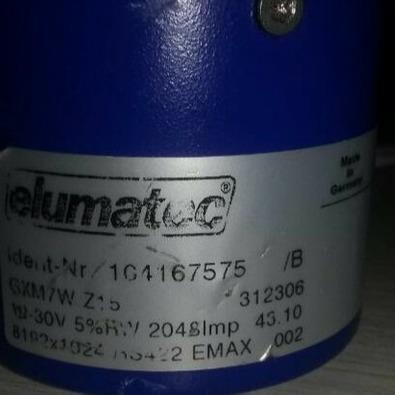 Made
in
Germany
elumatec®
Ident-Nr. 104167575 /B
GXM7W Z15 312306
10-30V 5%RW 2048Imp 43.10
8192x1024 RS422 EMAX 002